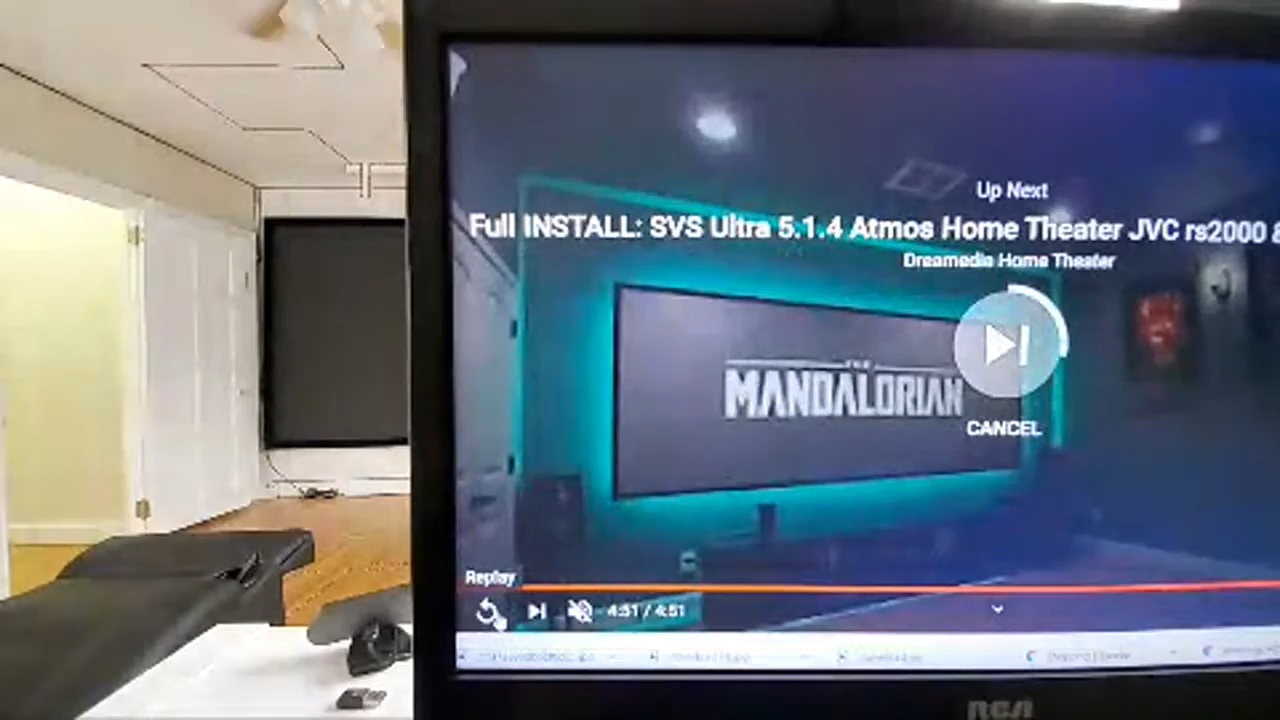 Up Next
Full INSTALL: SVS Ultra 5.1.4 Atmos Home Theater JVC rs2000 &
Dreamedia Home Theater
THE
MANDALORIAN
CANCEL
Replay
4:51 / 4:51
RCA